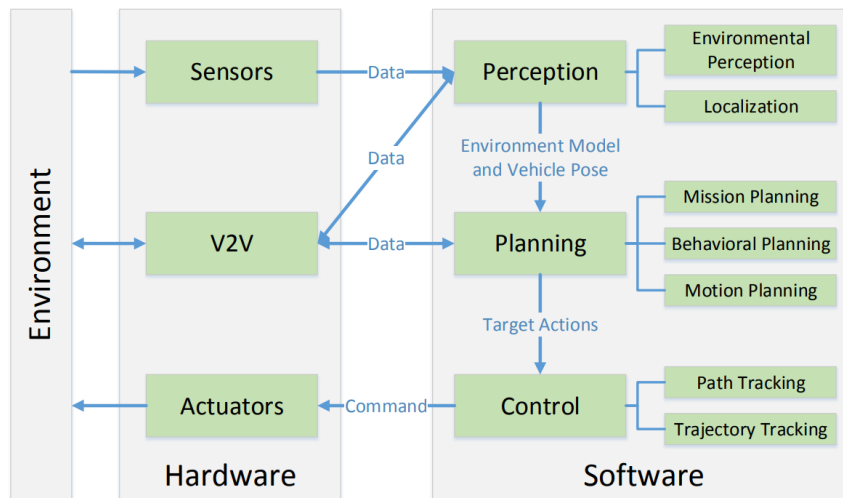 Environment
Sensors
Data
Perception
Environmental
Perception
Localization
Data
Environment Model
and Vehicle Pose
V2V
Data
Planning
Mission Planning
Behavioral Planning
Motion Planning
Target Actions
Actuators
Command
Control
Path Tracking
Trajectory Tracking
Hardware
Software